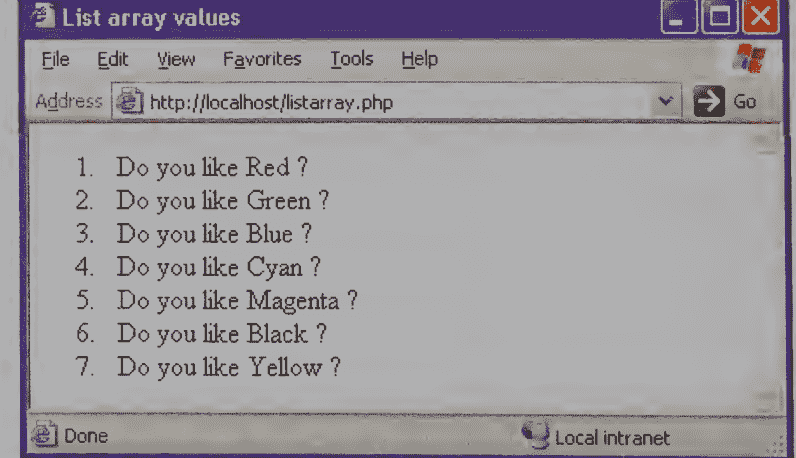 List array values
File Edit View Favorites Tools Help
Address http://localhost/listarray.php Go
1. Do you like Red ?
2. Do you like Green ?
3. Do you like Blue ?
4. Do you like Cyan ?
5. Do you like Magenta ?
6. Do you like Black ?
7. Do you like Yellow ?
Done Local intranet